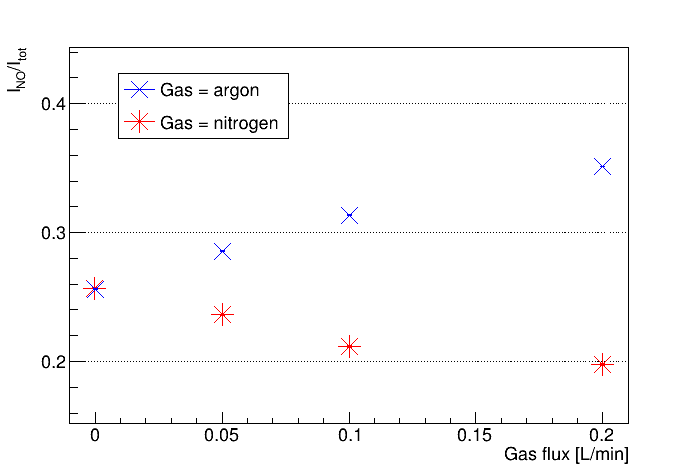 I_NO/I_tot
Gas = argon
Gas = nitrogen
0.4
0.3
0.2
0 0.05 0.1 0.15 0.2
Gas flux [L/min]